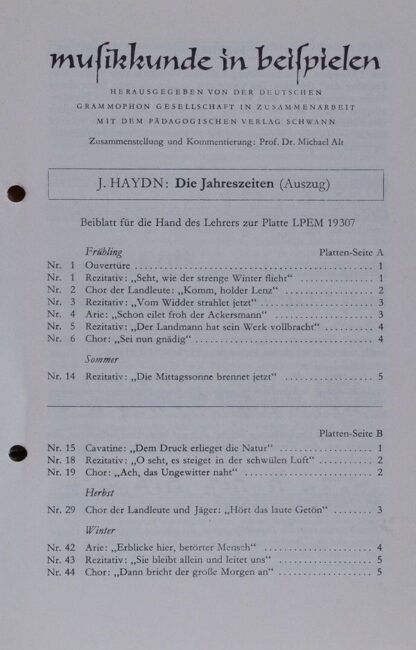 musikkunde in beispielen
HERAUSGEGEBEN VON DER DEUTSCHEN
GRAMMOPHON GESELLSCHAFT IN ZUSAMMENARBEIT
MIT DEM PÄDAGOGISCHEN VERLAG SCHWANN
Zusammenstellung und Kommentierung: Prof. Dr. Michael Alt
J. HAYDN: Die Jahreszeiten (Auszug)
Beiblatt für die Hand des Lehrers zur Platte LPEM 19307
Frühling Platten-Seite A
Nr. 1 Ouvertüre 1
Nr. 1 Rezitativ: „Seht, wie der strenge Winter flieht“ 1
Nr. 2 Chor der Landleute: „Komm, holder Lenz“ 2
Nr. 3 Rezitativ: „Vom Widder strahlet jetzt“ 3
Nr. 4 Arie: „Schon eilet froh der Ackersmann“ 3
Nr. 5 Rezitativ: „Der Landmann hat sein Werk vollbracht“ 4
Nr. 6 Chor: „Sei nun gnädig“ 4
Sommer
Nr. 14 Rezitativ: „Die Mittagssonne brennet jetzt“ 5
Platten-Seite B
Nr. 15 Cavatine: „Dem Druck erlieget die Natur“ 1
Nr. 18 Rezitativ: „O seht, es steiget in der schwülen Luft“ 2
Nr. 19 Chor: „Ach, das Ungewitter naht“ 2
Herbst
Nr. 29 Chor der Landleute und Jäger: „Hört das laute Getön“ 3
Winter
Nr. 42 Arie: „Erblicke hier, betörter Mensch“ 4
Nr. 43 Rezitativ: „Sie bleibt allein und leitet uns“ 5
Nr. 44 Chor: „Dann bricht der große Morgen an“ 5